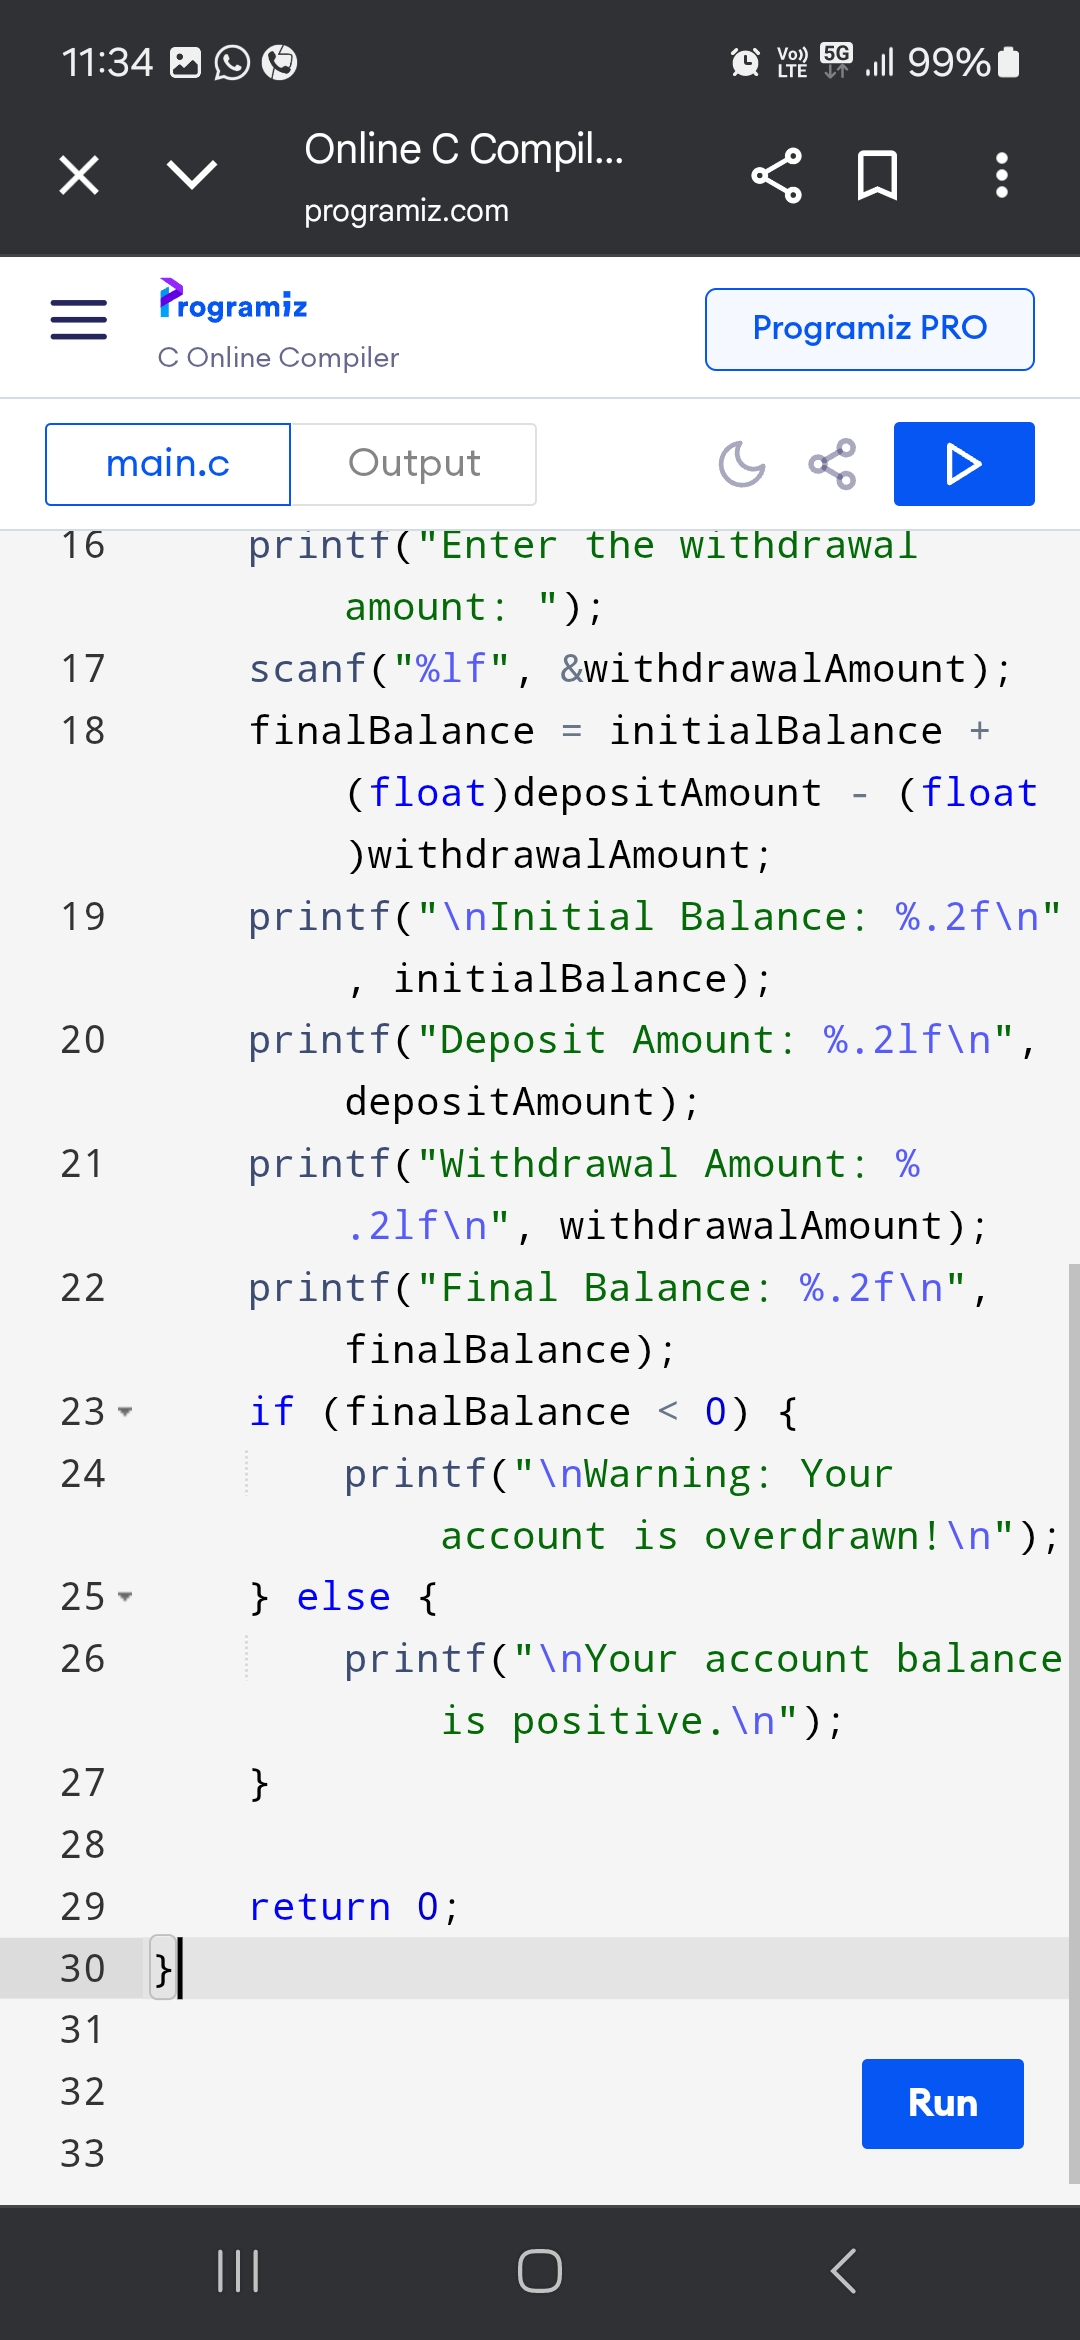 11:34 Vo)) LTE 5G 99%
Online C Compil...
programiz.com
Programiz
C Online Compiler
Programiz PRO
main.c Output
16 printf("Enter the withdrawal
amount: ");
17 scanf("%lf", &withdrawalAmount);
18 finalBalance = initialBalance +
(float)depositAmount - (float
)withdrawalAmount;
19 printf("\nInitial Balance: %.2f\n"
, initialBalance);
20 printf("Deposit Amount: %.2lf\n",
depositAmount);
21 printf("Withdrawal Amount: %
.2lf\n", withdrawalAmount);
22 printf("Final Balance: %.2f\n",
finalBalance);
23 if (finalBalance < 0) {
24 printf("\nWarning: Your
account is overdrawn!\n");
25 } else {
26 printf("\nYour account balance
is positive.\n");
27 }
28
29 return 0;
30 }
31
32
Run
33